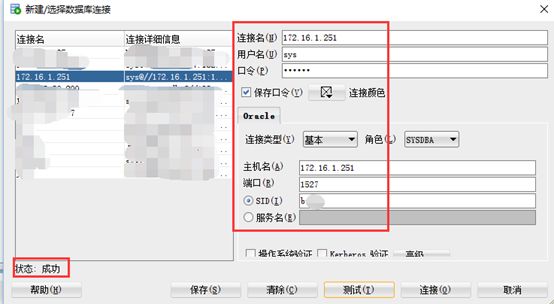 新建/选择数据库连接
连接名
连接详细信息
172.16.1.251
sys@//172.16.1.251:1...
连接名(N)
172.16.1.251
用户名(U)
sys
口令(P)
••••••
保存口令(V)
连接颜色
Oracle
连接类型(Y)
基本
角色(L)
SYSDBA
主机名(A)
172.16.1.251
端口(R)
1527
SID(I)
服务名(E)
操作系统验证
Kerberos 验证
高级...
状态: 成功
帮助(H)
保存(S)
清除(C)
测试(T)
连接(O)
取消